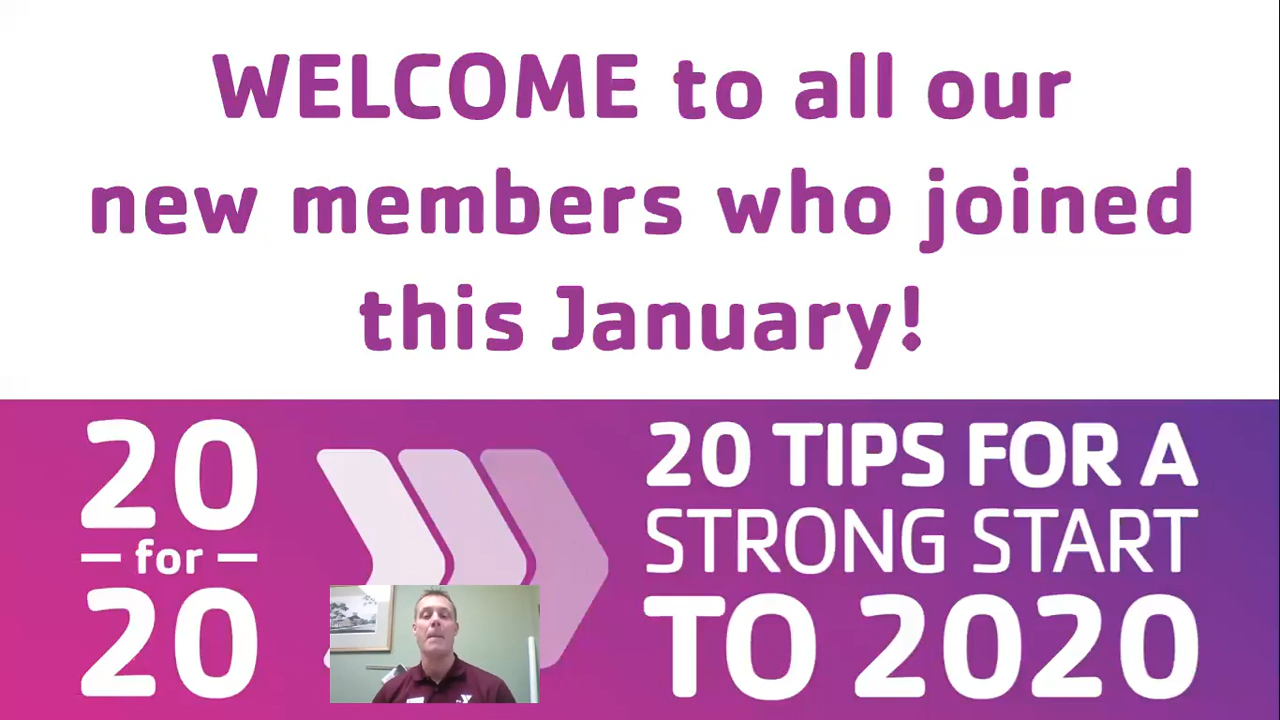 WELCOME to all our
new members who joined
this January!
20
– for –
20
20 TIPS FOR A
STRONG START
TO 2020